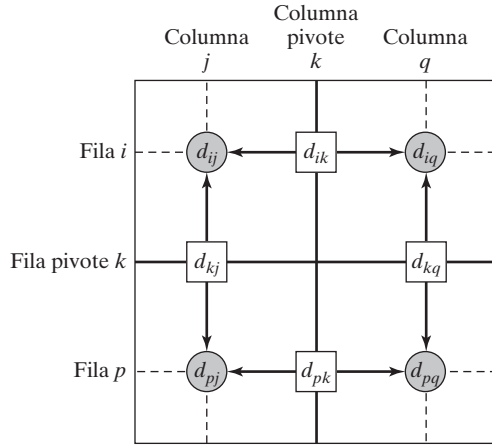 Columna
j
Columna
pivote
k
Columna
q
Fila i
d_ij
d_ik
d_iq
Fila pivote k
d_kj
d_kq
Fila p
d_pj
d_pk
d_pq